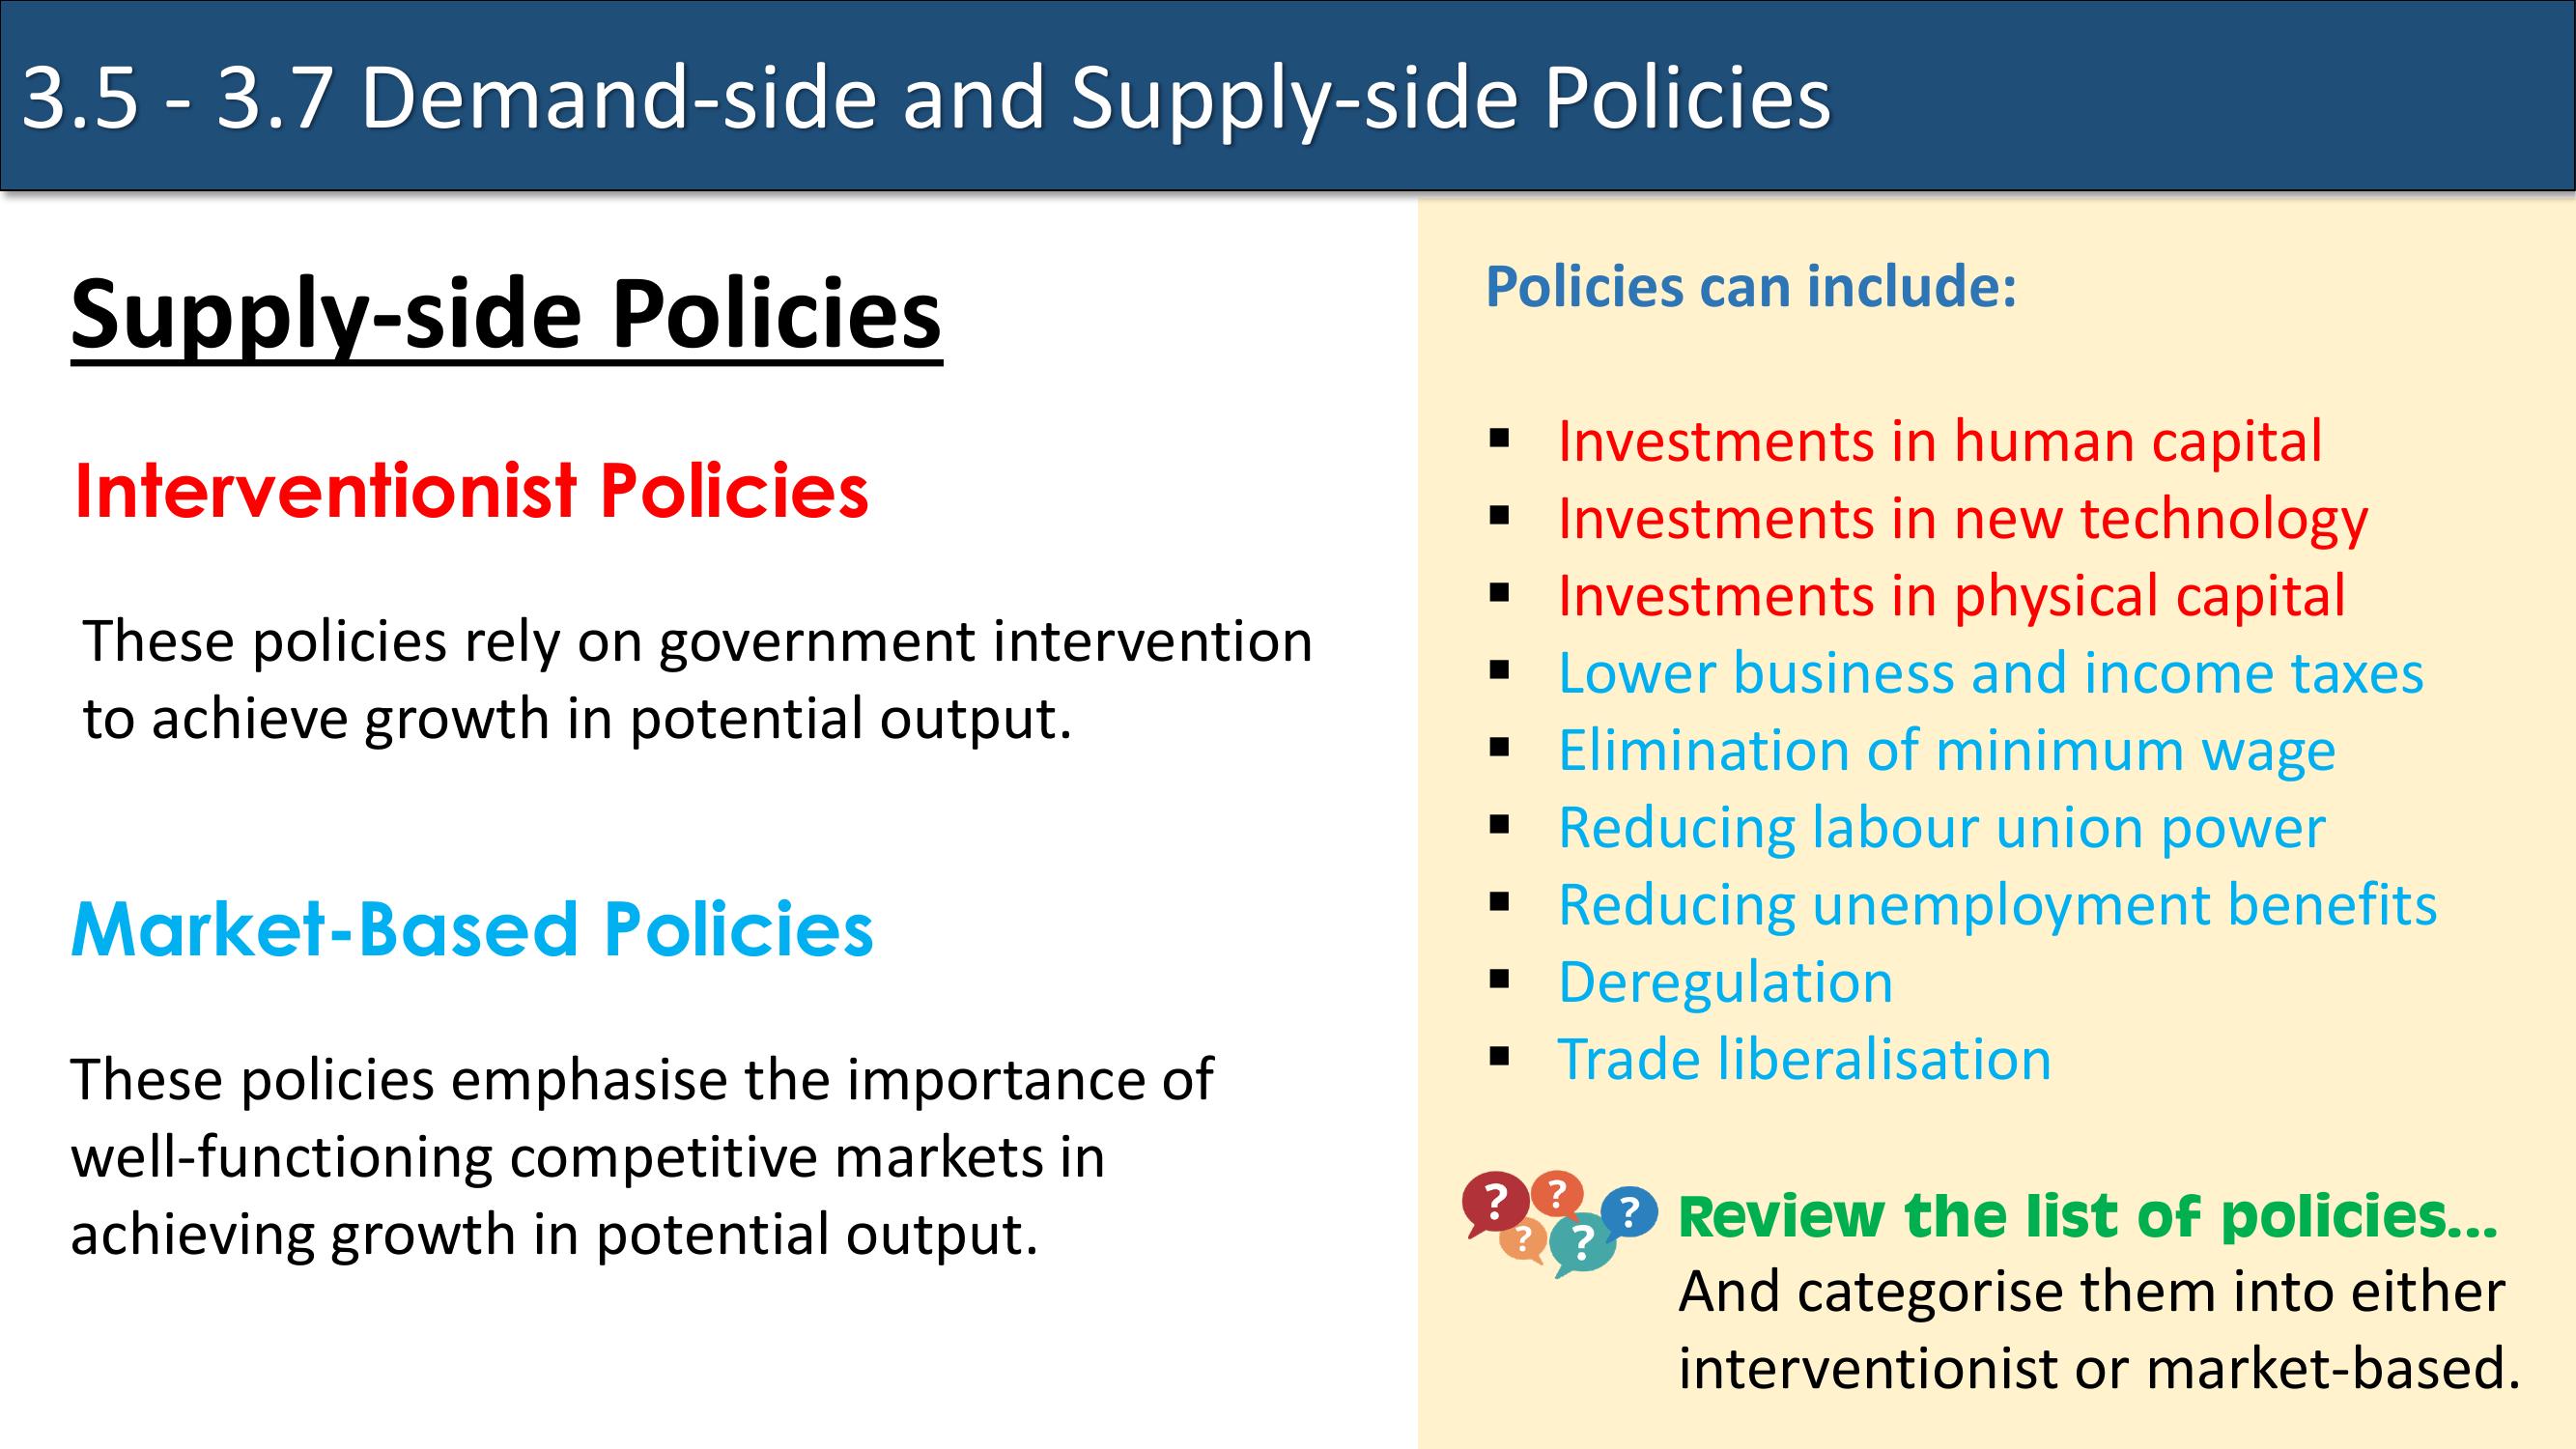 3.5 - 3.7 Demand-side and Supply-side Policies
Supply-side Policies
Interventionist Policies
These policies rely on government intervention
to achieve growth in potential output.
Market-Based Policies
These policies emphasise the importance of
well-functioning competitive markets in
achieving growth in potential output.
Policies can include:
▪ Investments in human capital
▪ Investments in new technology
▪ Investments in physical capital
▪ Lower business and income taxes
▪ Elimination of minimum wage
▪ Reducing labour union power
▪ Reducing unemployment benefits
▪ Deregulation
▪ Trade liberalisation
? ? ? ? ?
Review the list of policies...
And categorise them into either
interventionist or market-based.